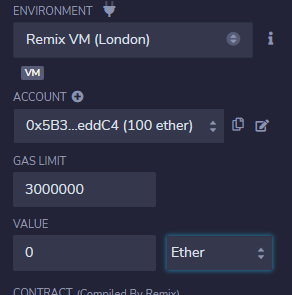 ENVIRONMENT
Remix VM (London)
VM
ACCOUNT
0x5B3...eddC4 (100 ether)
GAS LIMIT
3000000
VALUE
0
Ether
CONTRACT (Compiled By Remix)